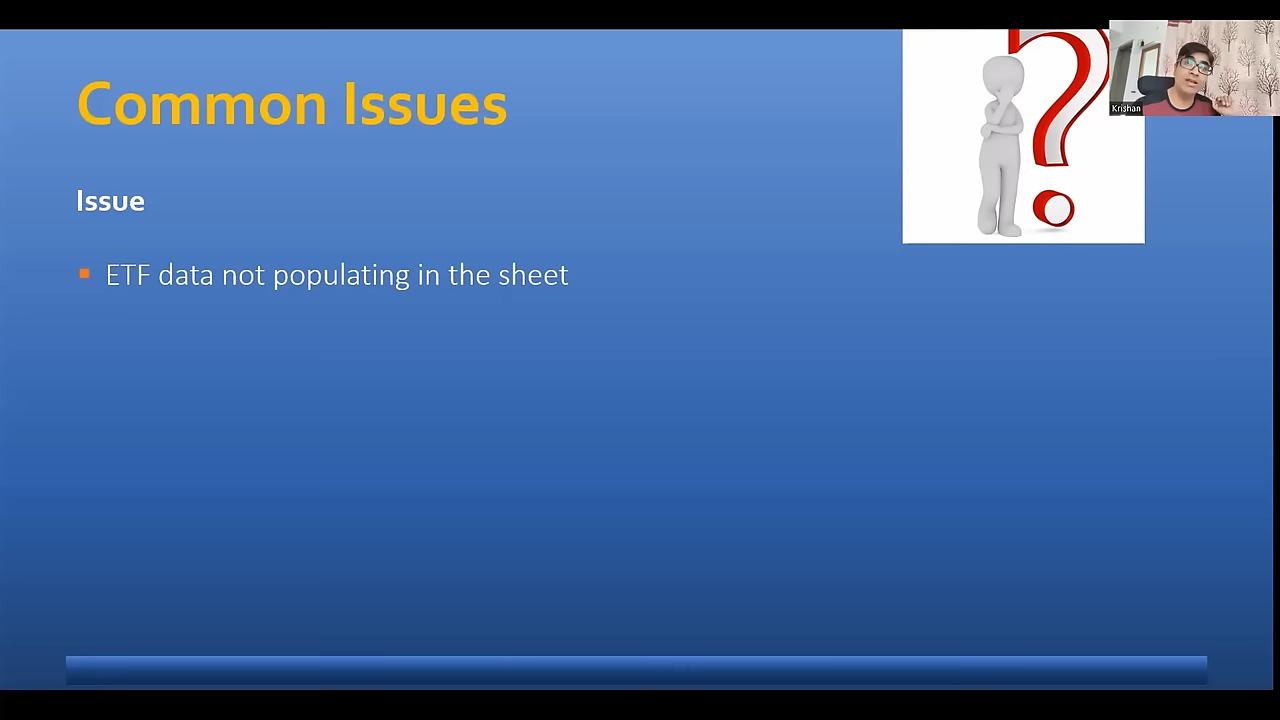 Common Issues
Krishan
Issue
ETF data not populating in the sheet